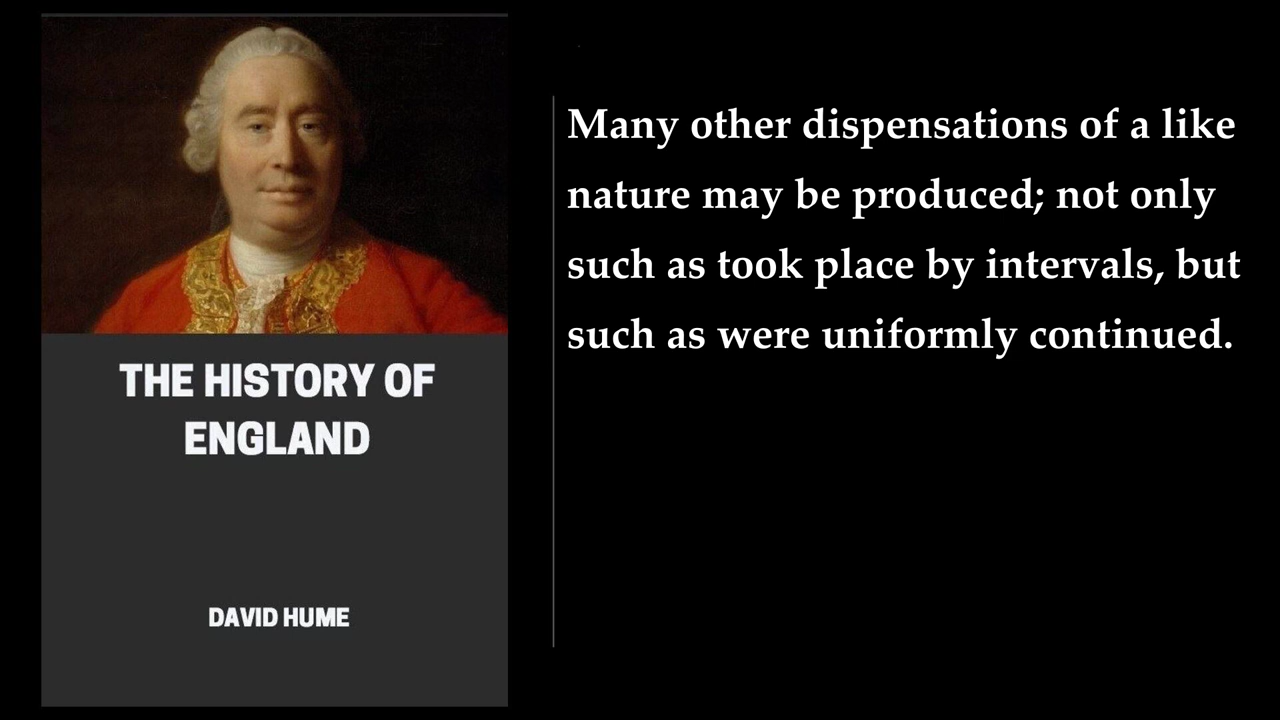 THE HISTORY OF
ENGLAND
DAVID HUME
Many other dispensations of a like
nature may be produced; not only
such as took place by intervals, but
such as were uniformly continued.